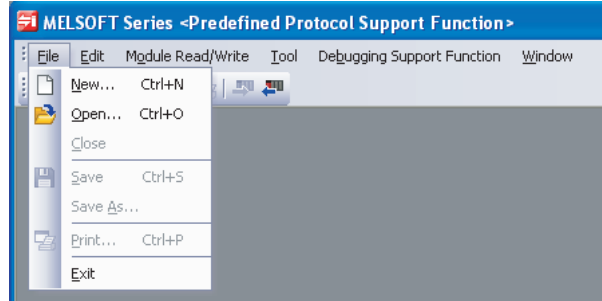 MELSOFT Series <Predefined Protocol Support Function>
File Edit Module Read/Write Tool Debugging Support Function Window
New... Ctrl+N
Open... Ctrl+O
Close
Save Ctrl+S
Save As...
Print... Ctrl+P
Exit